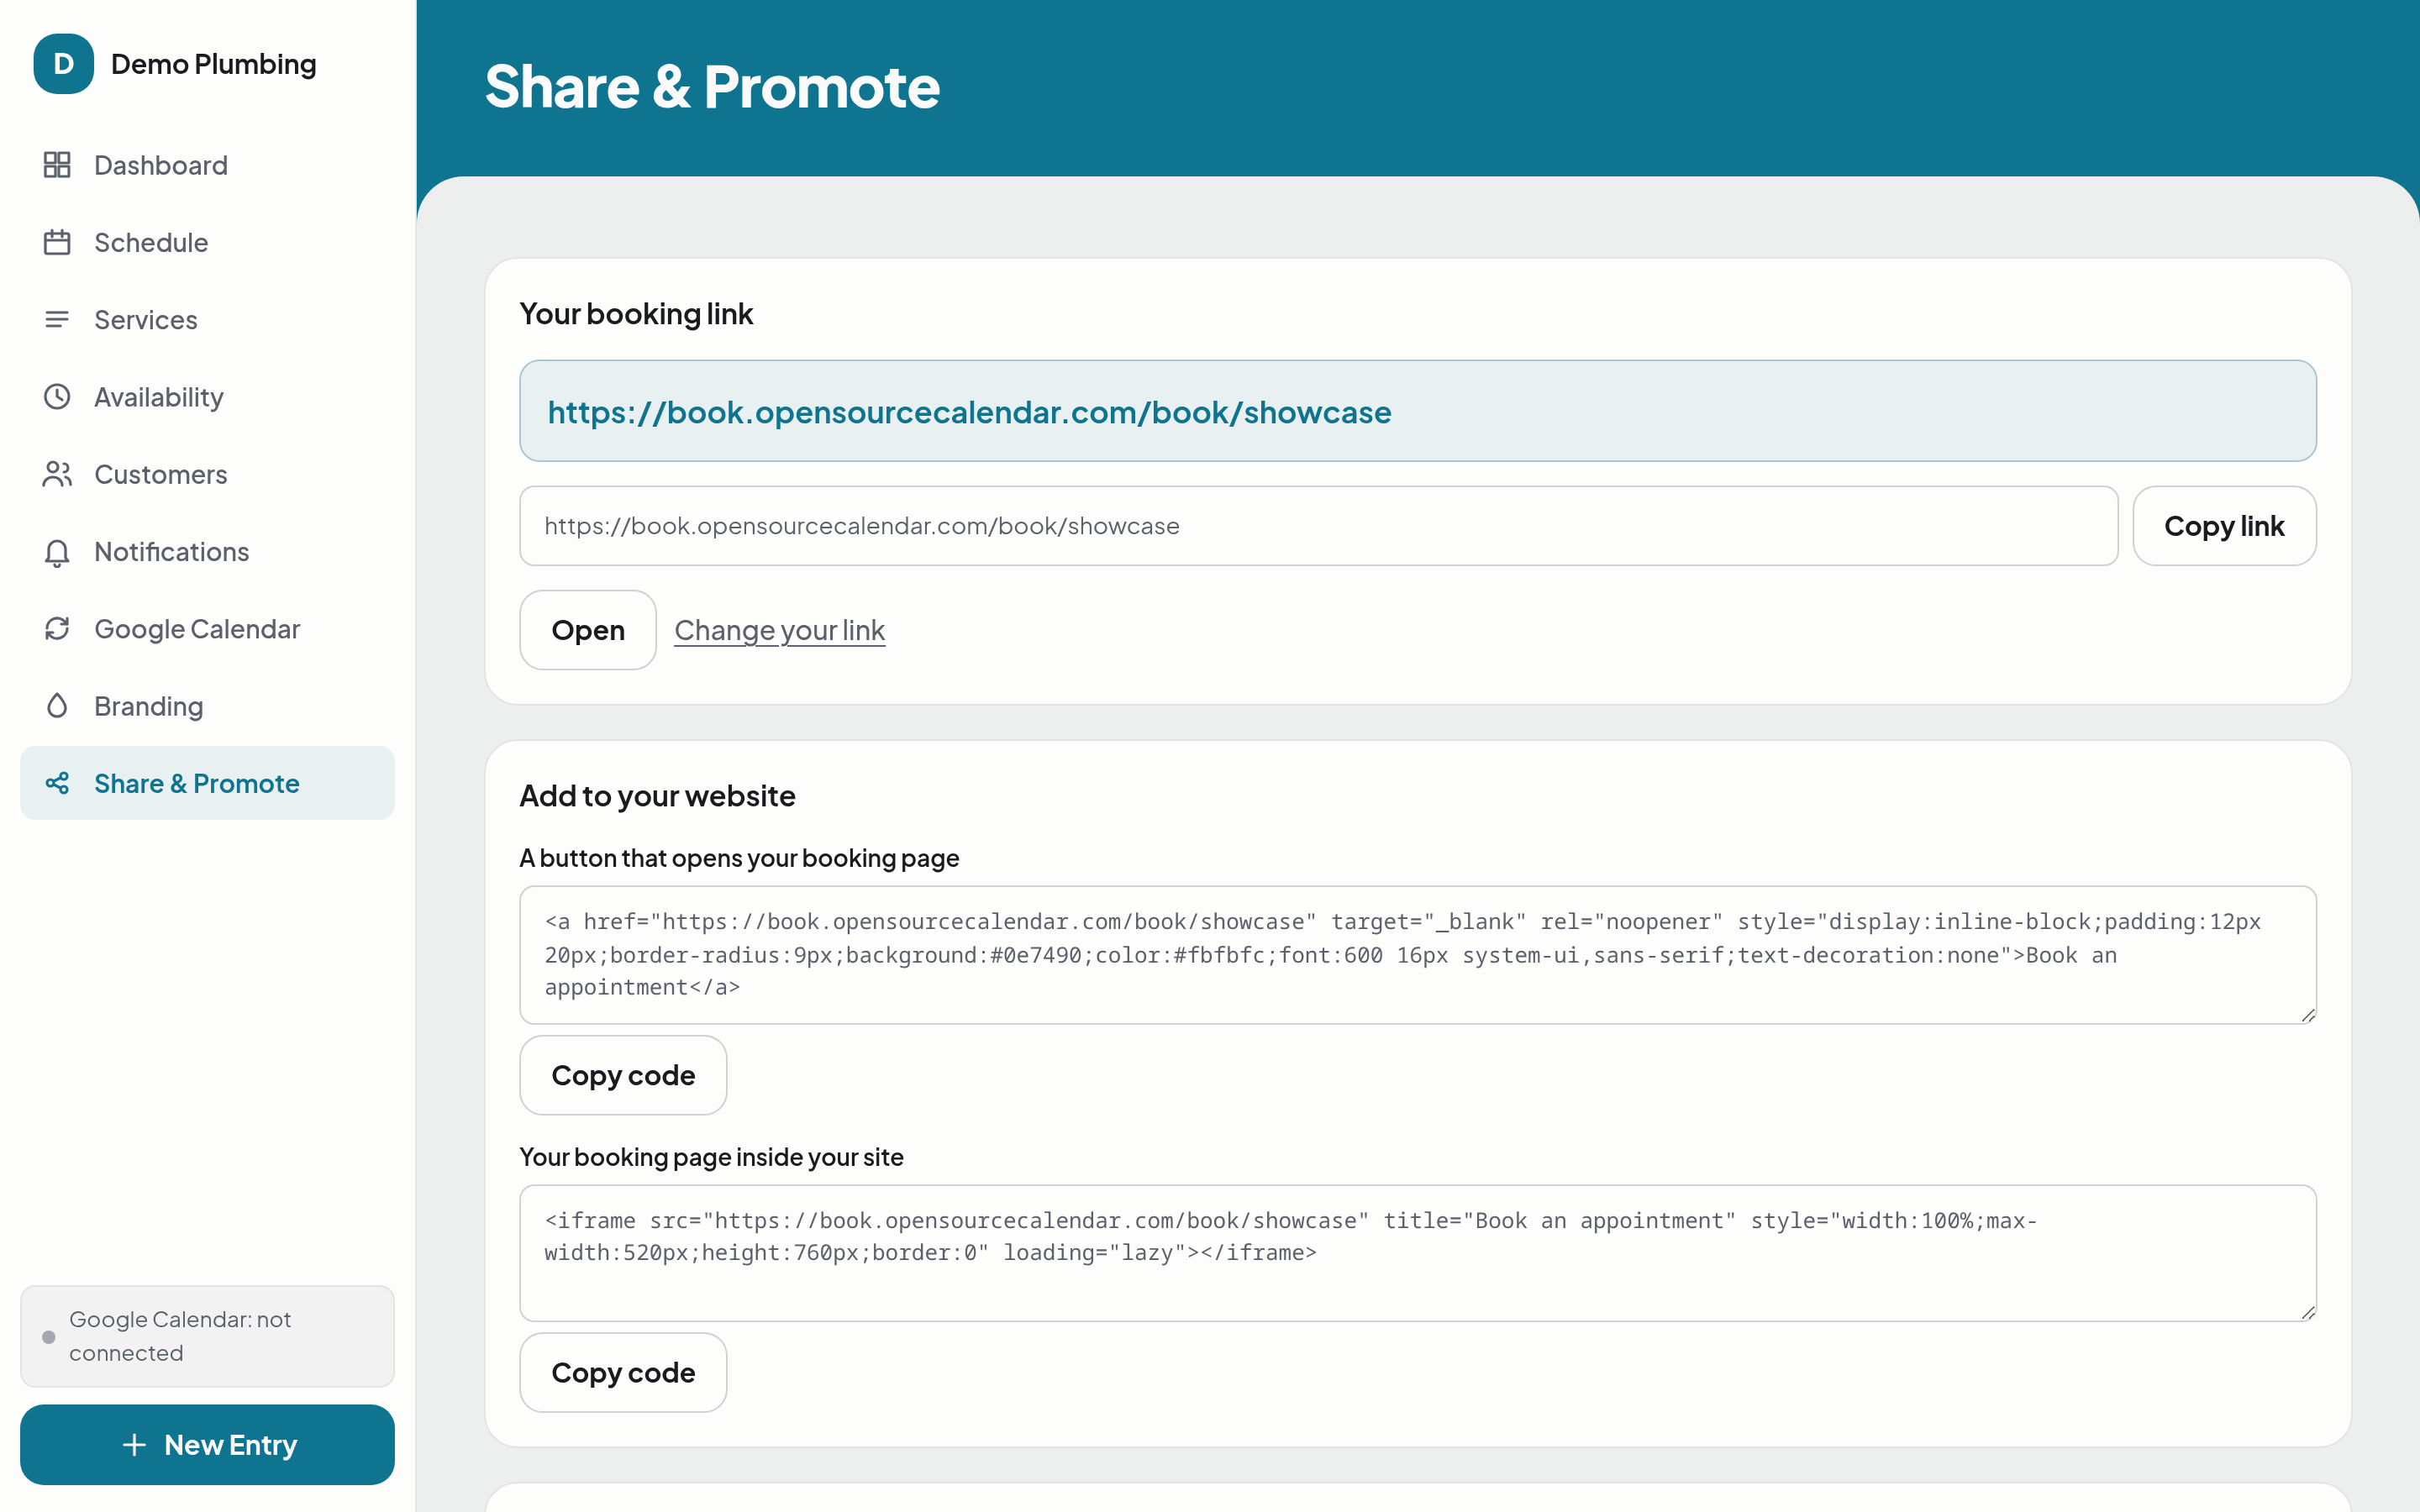 D
Demo Plumbing
Dashboard
Schedule
Services
Availability
Customers
Notifications
Google Calendar
Branding
Share & Promote
Google Calendar: not
connected
New Entry
Share & Promote
Your booking link
https://book.opensourcecalendar.com/book/showcase
https://book.opensourcecalendar.com/book/showcase
Copy link
Open
Change your link
Add to your website
A button that opens your booking page
<a href="https://book.opensourcecalendar.com/book/showcase" target="_blank" rel="noopener" style="display:inline-block;padding:12px
20px;border-radius:9px;background:#0e7490;color:#fbfbfc;font:600 16px system-ui,sans-serif;text-decoration:none">Book an
appointment</a>
Copy code
Your booking page inside your site
<iframe src="https://book.opensourcecalendar.com/book/showcase" title="Book an appointment" style="width:100%;max-
width:520px;height:760px;border:0" loading="lazy"></iframe>
Copy code